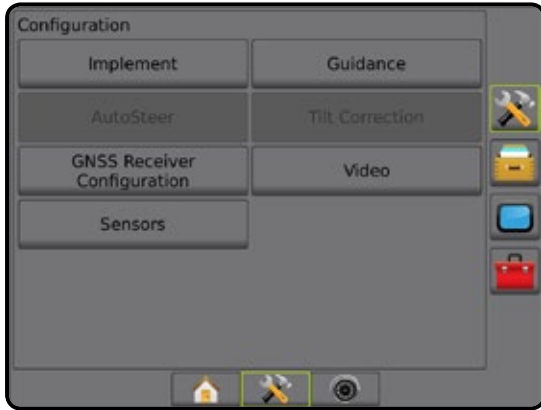 Configuration
Implement
Guidance
AutoSteer
Tilt Correction
GNSS Receiver
Configuration
Video
Sensors